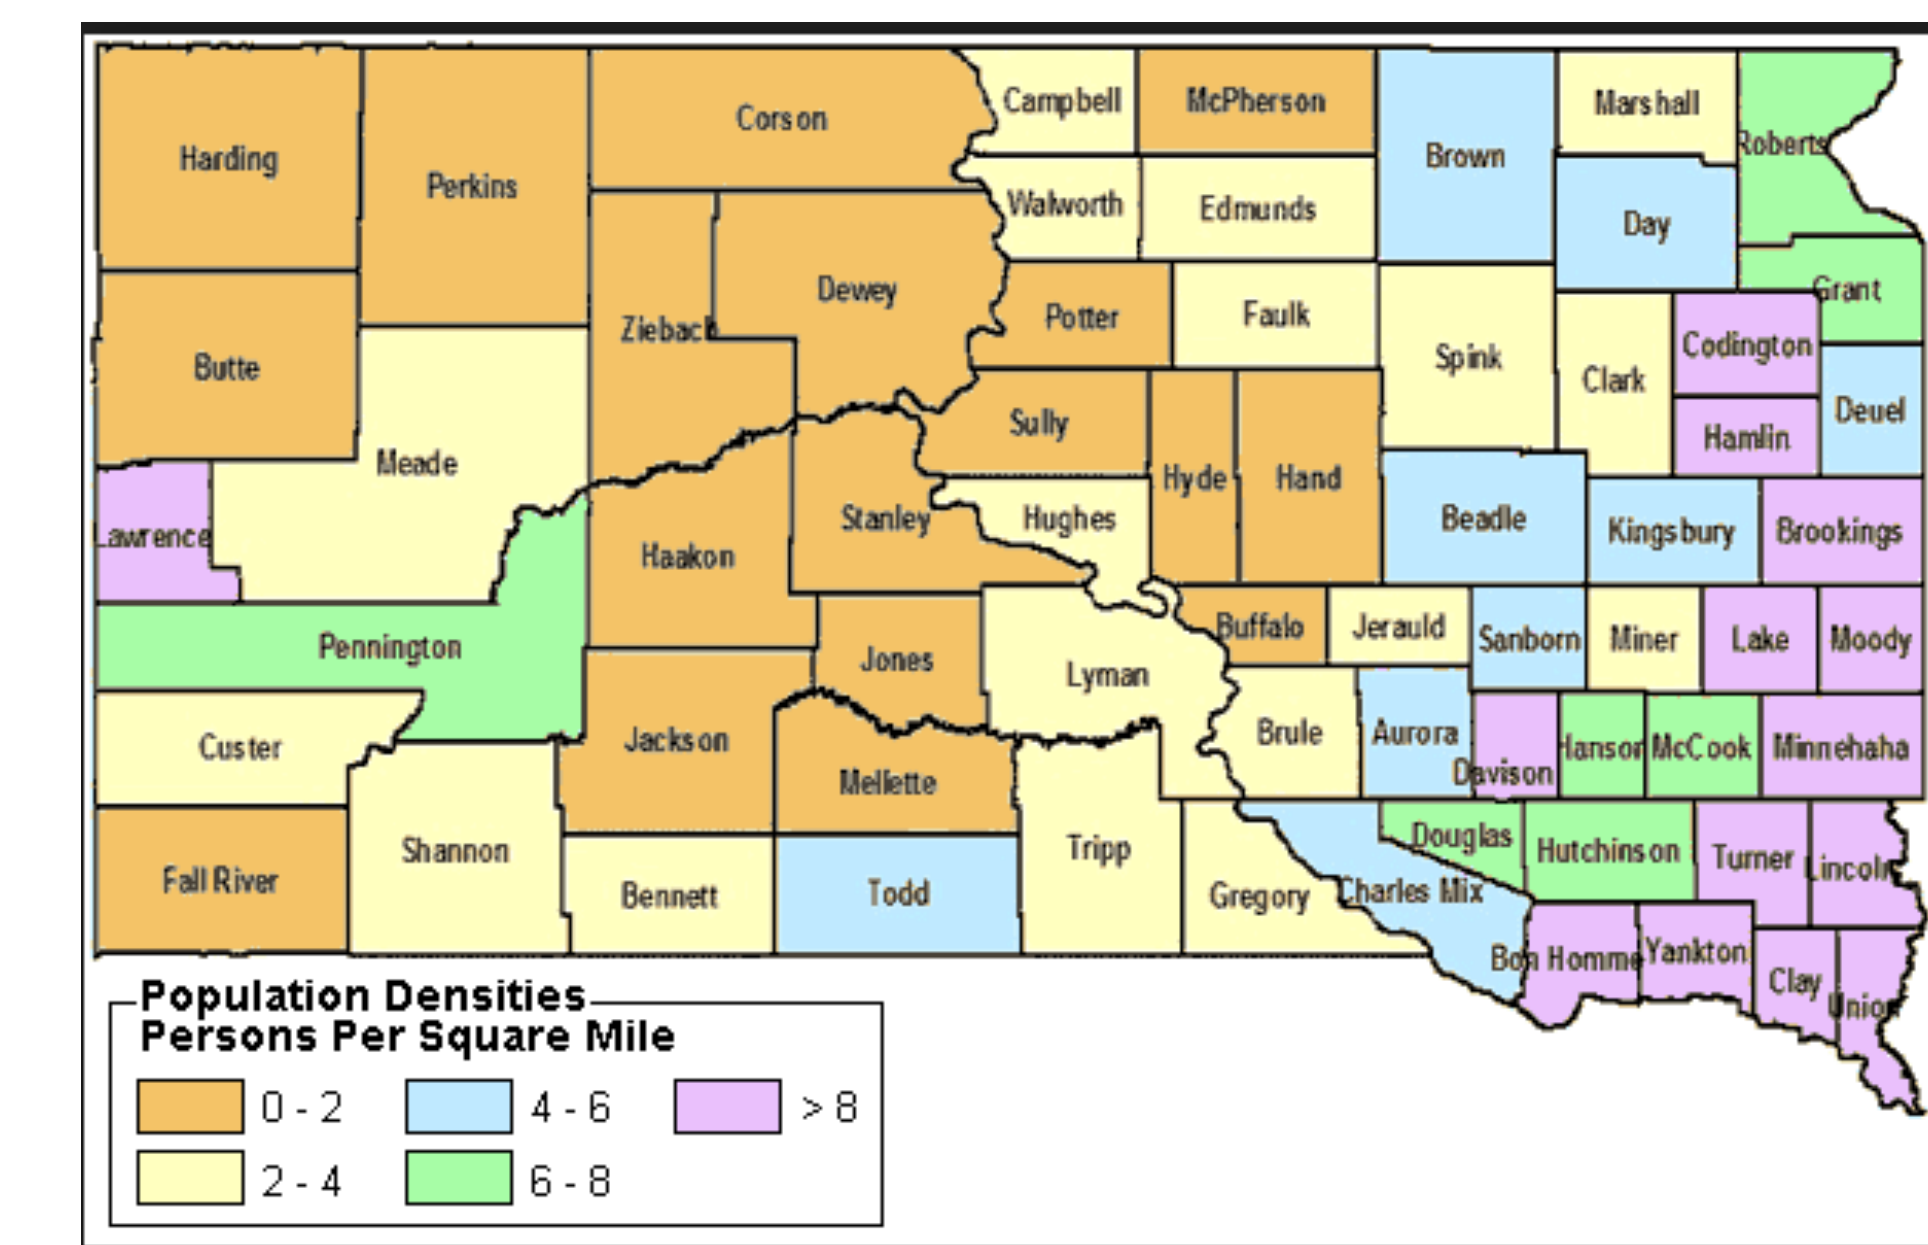 Campbell
McPherson
Marshall
Corson
Roberts
Harding
Brown
Perkins
Walworth
Edmunds
Day
Dewey
Grant
Potter
Faulk
Ziebach
Codington
Spink
Butte
Clark
Deuel
Sully
Hamlin
Meade
Hyde
Hand
Stanley
Hughes
Beadle
Kingsbury
Brookings
Lawrence
Haakon
Buffalo
Jerauld
Sanborn
Miner
Lake
Moody
Pennington
Jones
Lyman
Custer
Jackson
Brule
Aurora
Hanson
McCook
Minnehaha
Davison
Mellette
Douglas
Shannon
Tripp
Hutchinson
Turner
Lincoln
Fall River
Bennett
Todd
Gregory
Charles Mix
Bon Homme
Yankton
Clay
Union
Population Densities
Persons Per Square Mile
0 - 2
4 - 6
> 8
2 - 4
6 - 8